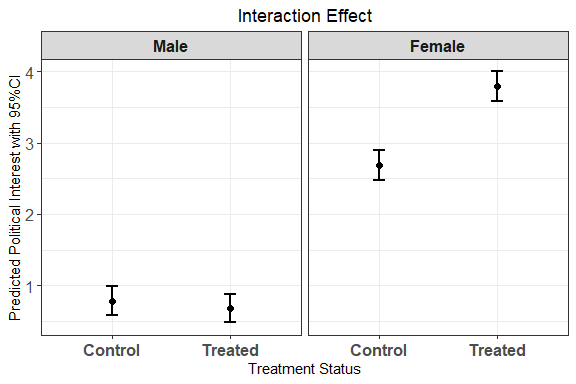 Interaction Effect
Male
Female
Predicted Political Interest with 95%CI
4
3
2
1
Control
Treated
Control
Treated
Treatment Status